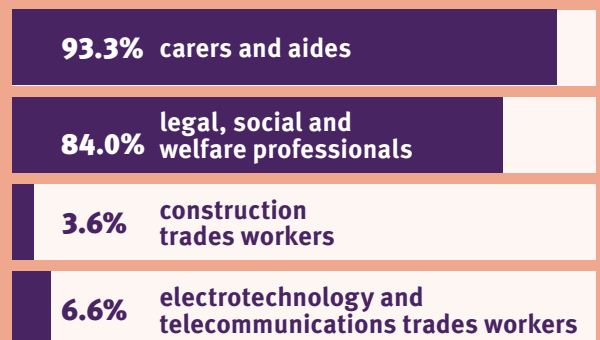 93.3% carers and aides
legal, social and
84.0% welfare professionals
construction
3.6%
trades workers
electrotechnology and
6.6%
telecommunications trades workers